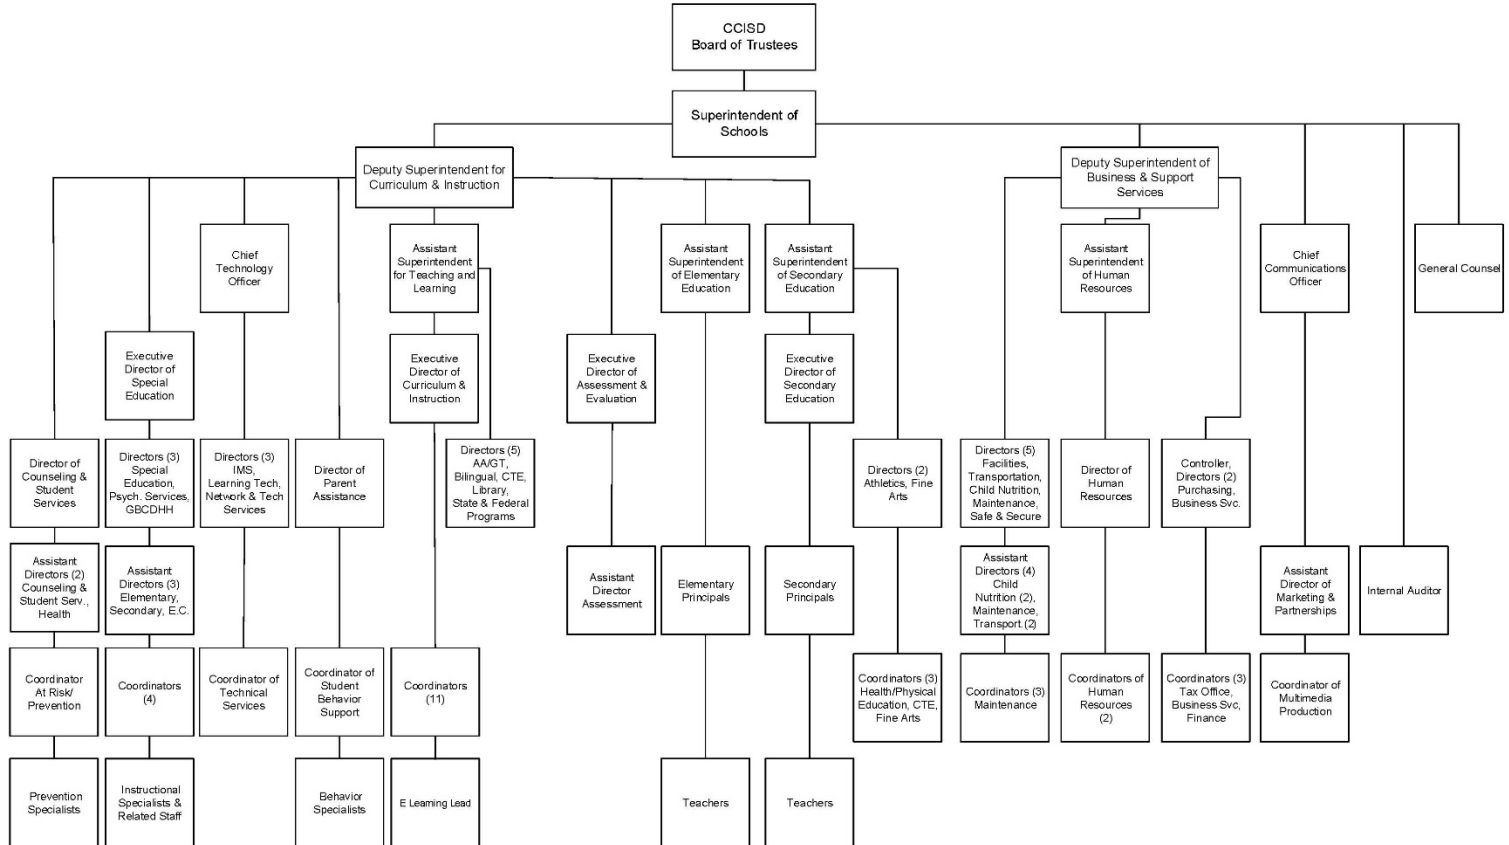 CCISD
Board of Trustees
Superintendent of
Schools
Deputy Superintendent for
Curriculum & Instruction
Deputy Superintendent of
Business & Support
Services
Chief
Technology
Officer
Assistant
Superintendent
for Teaching and
Learning
Assistant
Superintendent
of Elementary
Education
Assistant
Superintendent
of Secondary
Education
Assistant
Superintendent
of Human
Resources
Chief
Communications
Officer
General Counsel
Executive
Director of
Special
Education
Executive
Director of
Curriculum &
Instruction
Executive
Director of
Assessment &
Evaluation
Executive
Director of
Secondary
Education
Director of
Counseling &
Student
Services
Directors (3)
Special
Education,
Psych. Services,
GBCDHH
Directors (3)
IMS,
Learning Tech,
Network & Tech
Services
Director of
Parent
Assistance
Directors (5)
AA/GT,
Bilingual, CTE,
Library,
State & Federal
Programs
Directors (2)
Athletics, Fine
Arts
Directors (5)
Facilities,
Transportation,
Child Nutrition,
Maintenance,
Safe & Secure
Director of
Human
Resources
Controller,
Directors (2)
Purchasing,
Business Svc.
Assistant
Directors (2)
Counseling &
Student Serv.,
Health
Assistant
Directors (3)
Elementary,
Secondary, E.C.
Assistant
Director
Assessment
Elementary
Principals
Secondary
Principals
Assistant
Directors (4)
Child
Nutrition (2),
Maintenance,
Transport.(2)
Assistant
Director of
Marketing &
Partnerships
Internal Auditor
Coordinator
At Risk/
Prevention
Coordinators
(4)
Coordinator of
Technical
Services
Coordinator of
Student
Behavior
Support
Coordinators
(11)
Coordinators (3)
Health/Physical
Education, CTE,
Fine Arts
Coordinators (3)
Maintenance
Coordinators of
Human
Resources
(2)
Coordinators (3)
Tax Office,
Business Svc,
Finance
Coordinator of
Multimedia
Production
Prevention
Specialists
Instructional
Specialists &
Related Staff
Behavior
Specialists
E Learning Lead
Teachers
Teachers